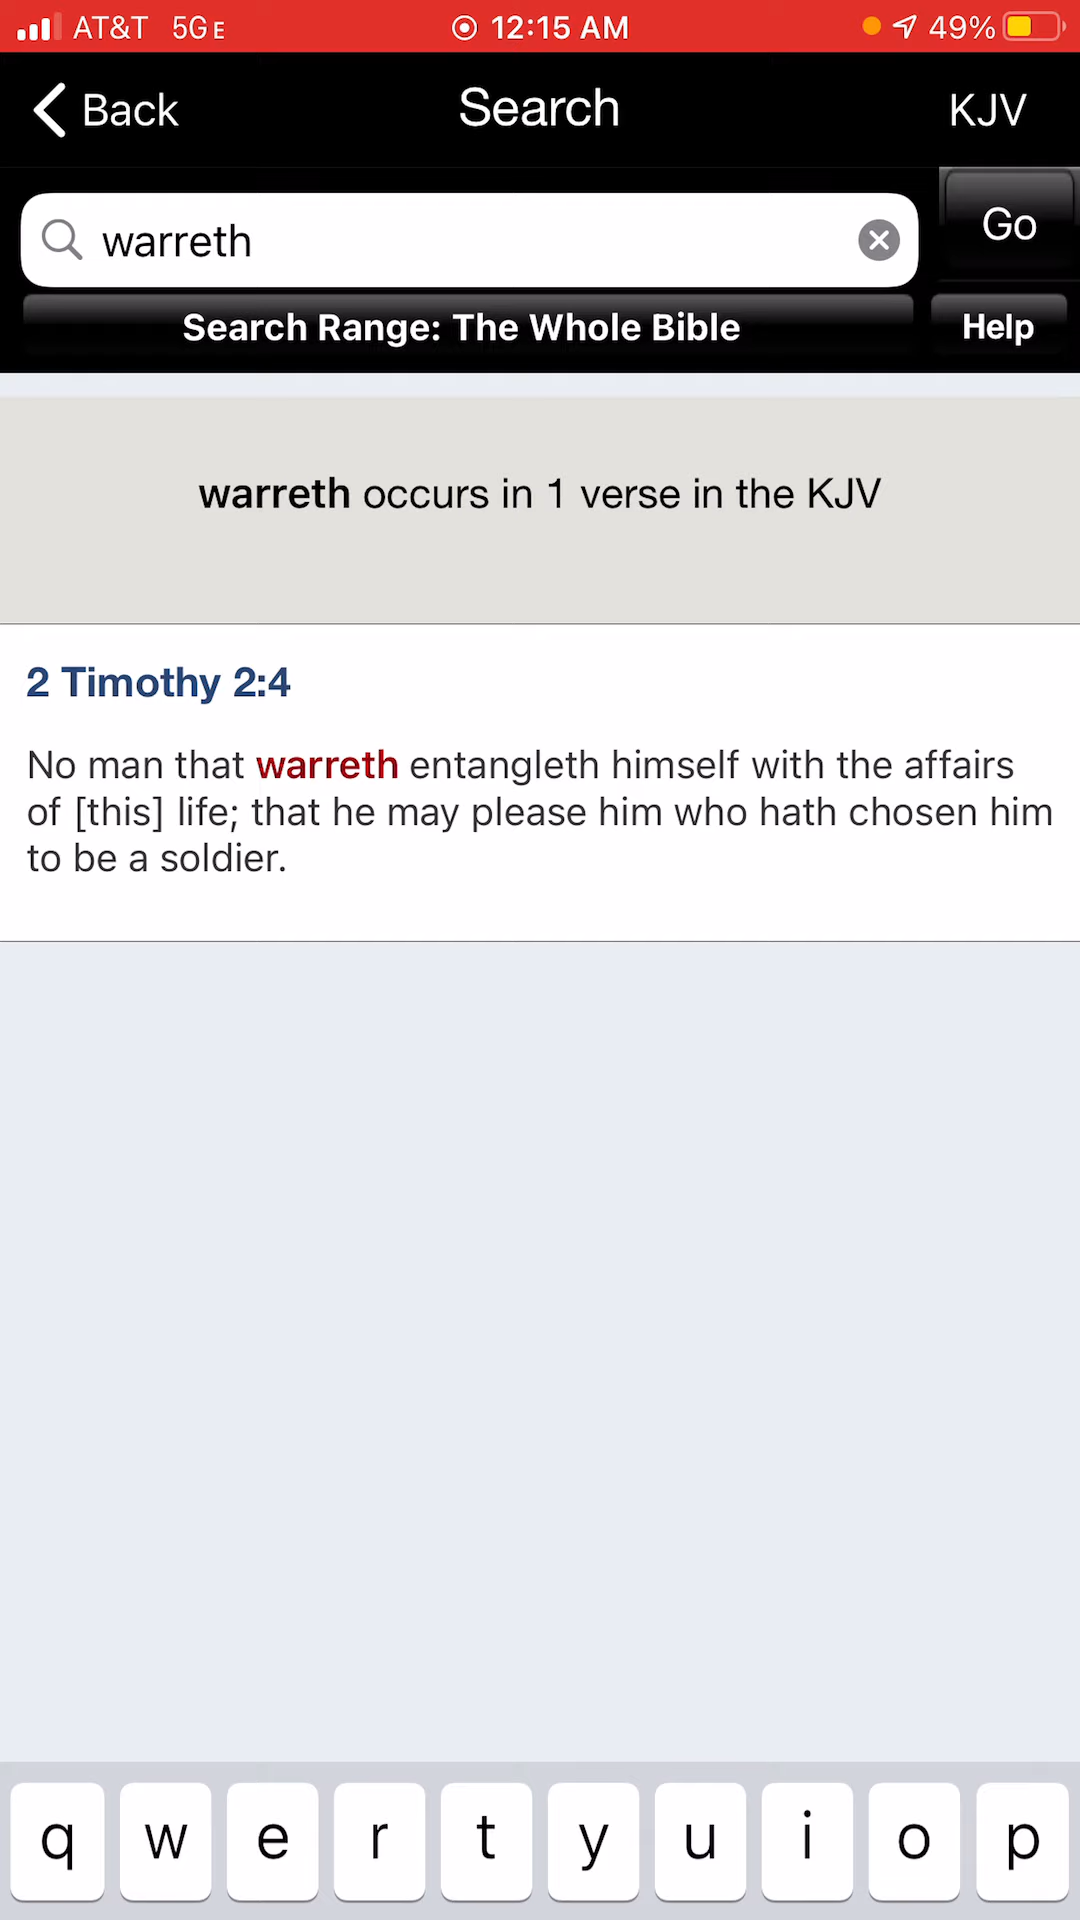 AT&T 5GE 12:15 AM 49%
Back Search KJV
warreth Go
Search Range: The Whole Bible Help
warreth occurs in 1 verse in the KJV
2 Timothy 2:4
No man that warreth entangleth himself with the affairs
of [this] life; that he may please him who hath chosen him
to be a soldier.
q w e r t y u i o p